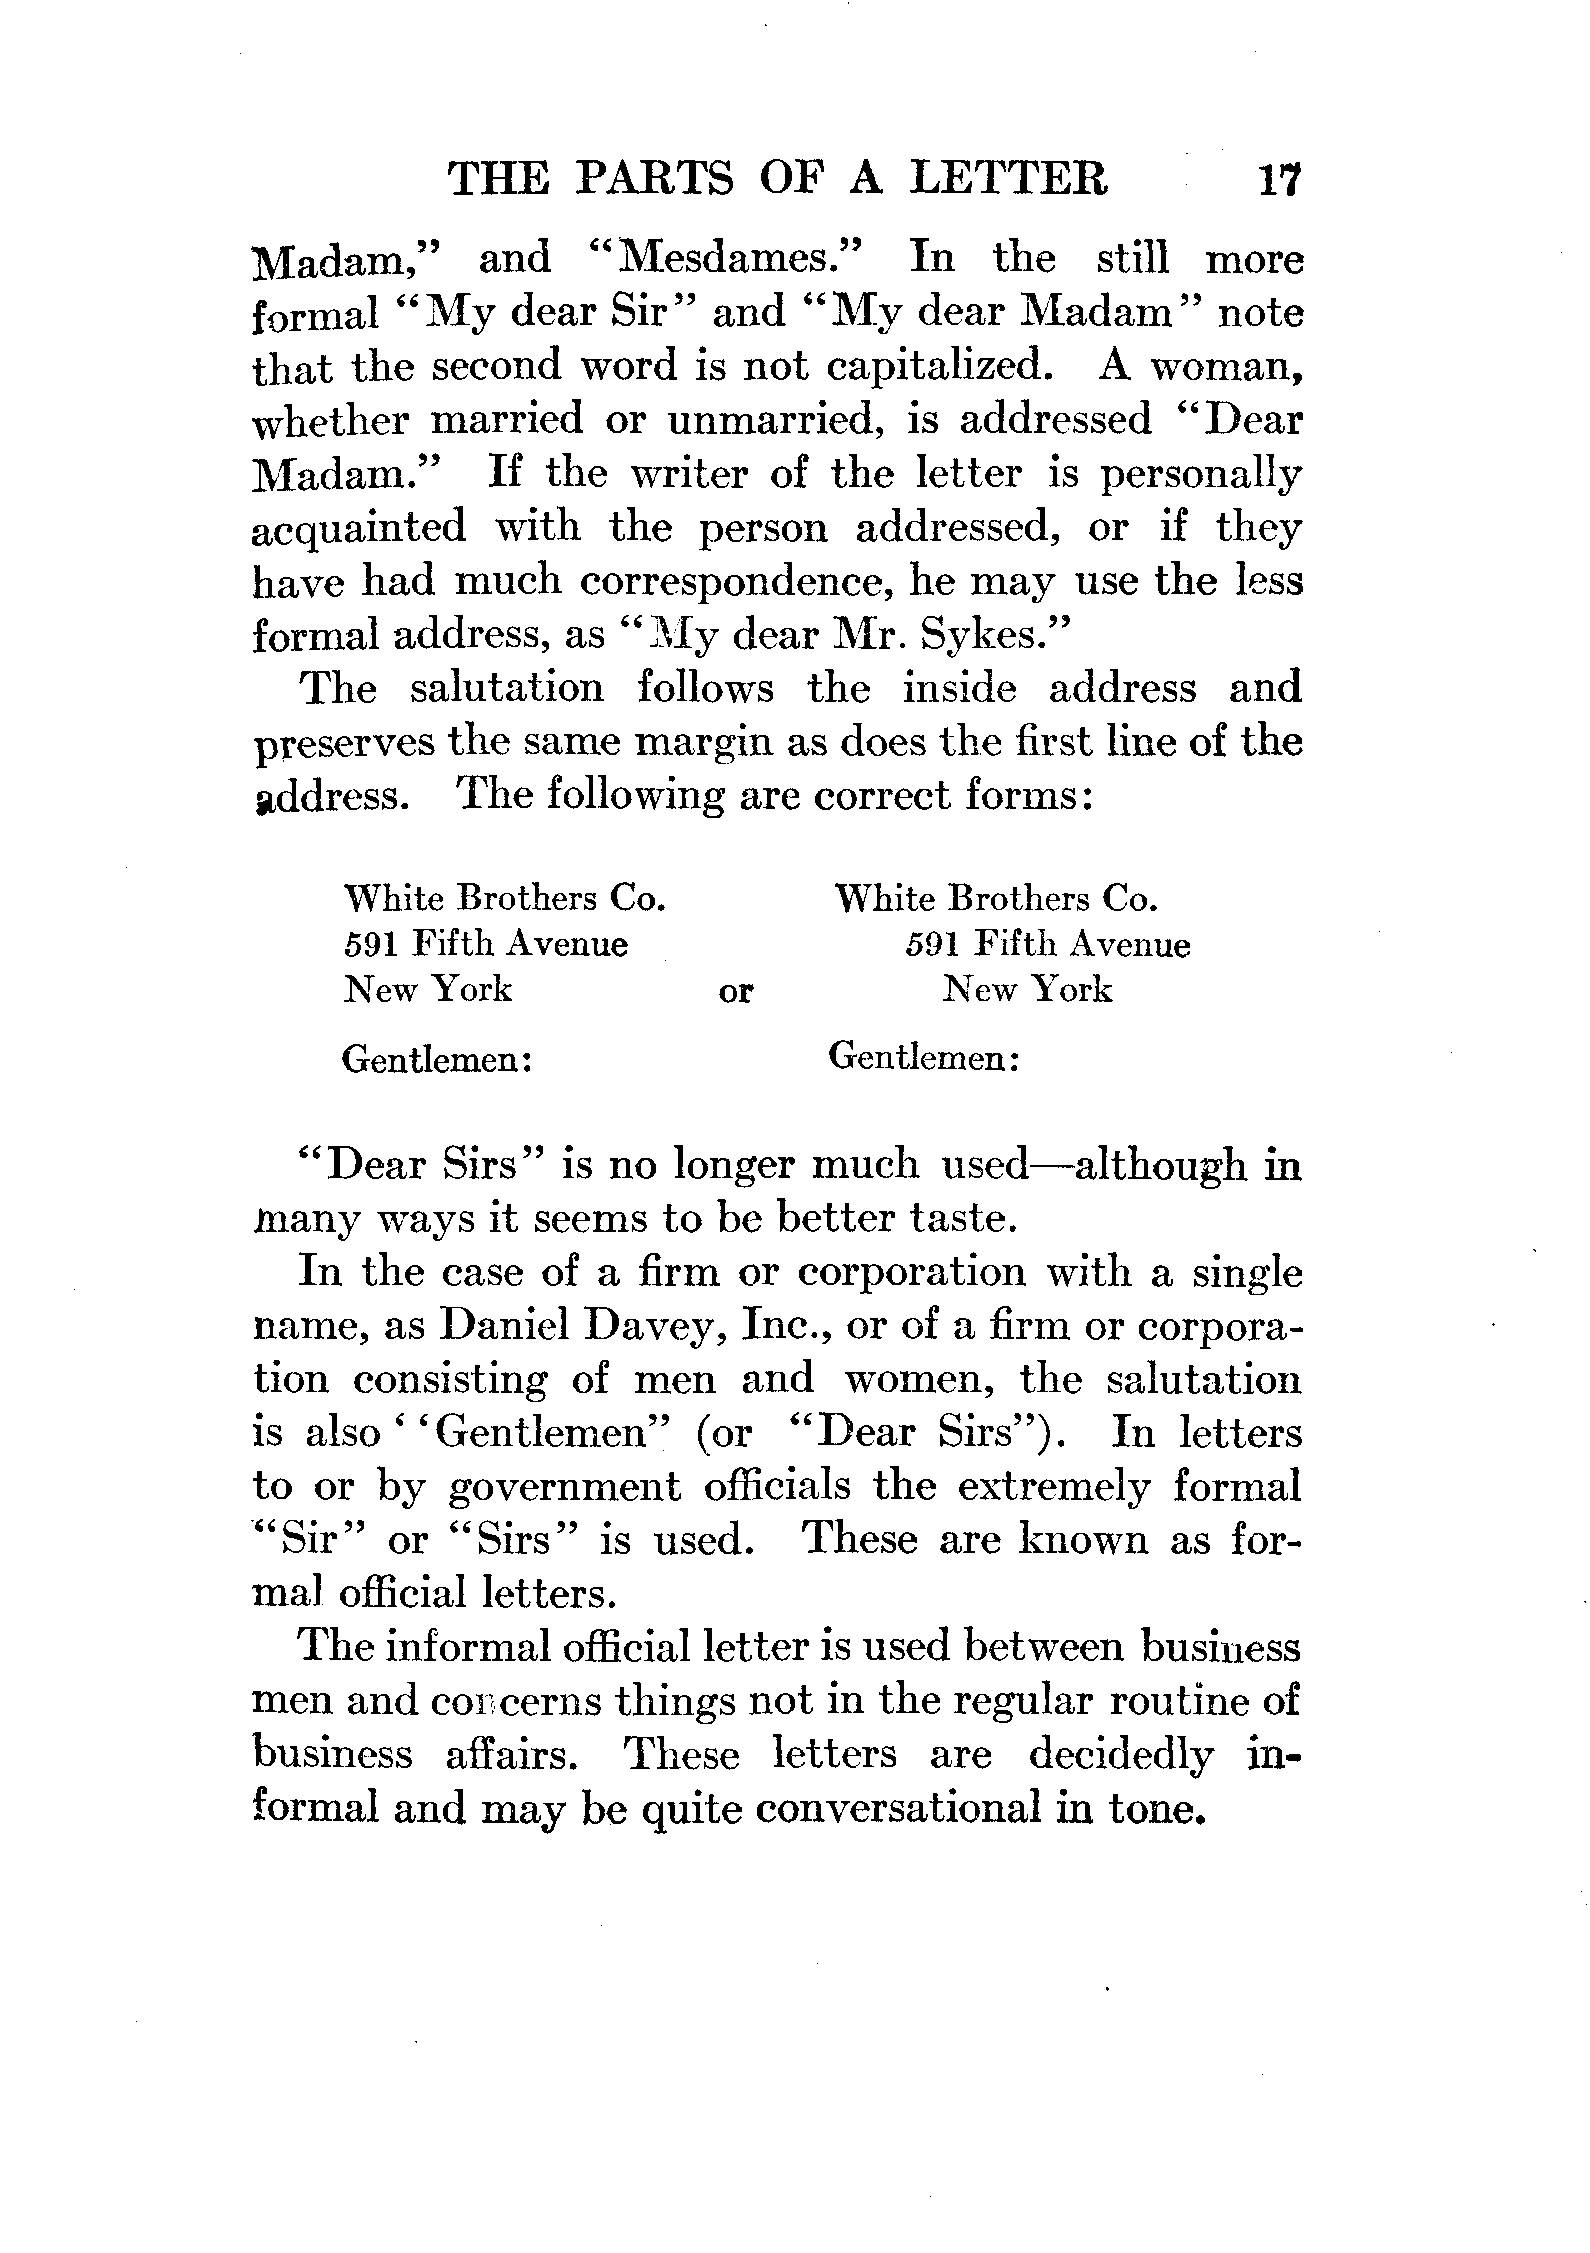 THE PARTS OF A LETTER 17
Madam," and "Mesdames." In the still more
formal "My dear Sir" and "My dear Madam" note
that the second word is not capitalized. A woman,
whether married or unmarried, is addressed "Dear
Madam." If the writer of the letter is personally
acquainted with the person addressed, or if they
have had much correspondence, he may use the less
formal address, as "My dear Mr. Sykes."
The salutation follows the inside address and
preserves the same margin as does the first line of the
address. The following are correct forms:
White Brothers Co. White Brothers Co.
591 Fifth Avenue 591 Fifth Avenue
New York or New York
Gentlemen: Gentlemen:
"Dear Sirs" is no longer much used—although in
many ways it seems to be better taste.
In the case of a firm or corporation with a single
name, as Daniel Davey, Inc., or of a firm or corpora-
tion consisting of men and women, the salutation
is also ‘ ‘Gentlemen" (or "Dear Sirs"). In letters
to or by government officials the extremely formal
"Sir" or "Sirs" is used. These are known as for-
mal official letters.
The informal official letter is used between business
men and concerns things not in the regular routine of
business affairs. These letters are decidedly in-
formal and may be quite conversational in tone.